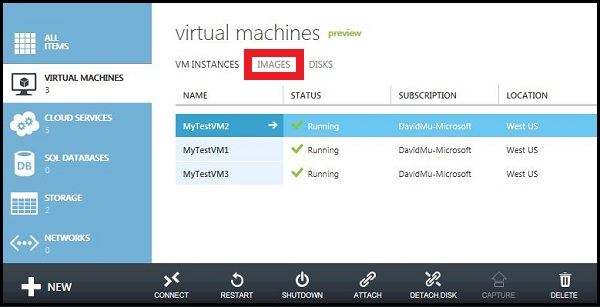 ALL ITEMS
VIRTUAL MACHINES
3
CLOUD SERVICES
5
SQL DATABASES
0
STORAGE
2
NETWORKS
0
virtual machines preview
VM INSTANCES IMAGES DISKS
NAME STATUS SUBSCRIPTION LOCATION
MyTestVM2 Running DavidMu-Microsoft West US
MyTestVM1 Running DavidMu-Microsoft West US
MyTestVM3 Running DavidMu-Microsoft West US
NEW
CONNECT RESTART SHUTDOWN ATTACH DETACH DISK CAPTURE DELETE